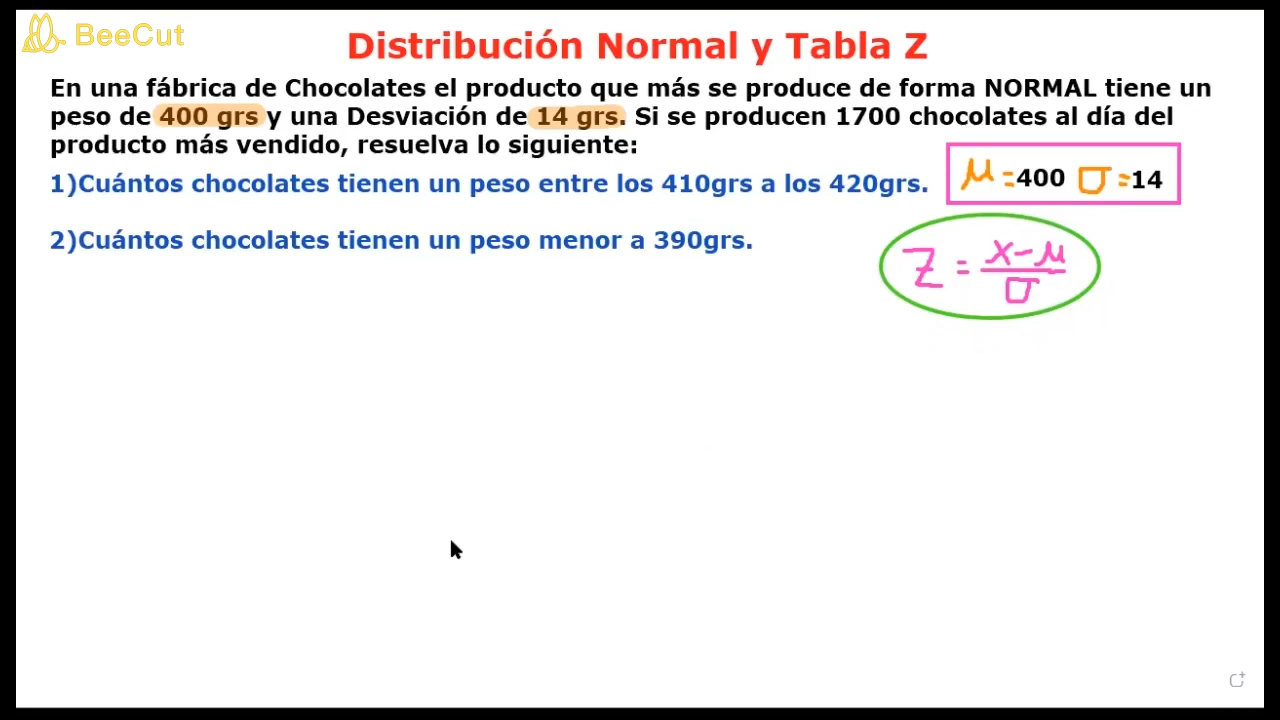 BeeCut
Distribución Normal y Tabla Z
En una fábrica de Chocolates el producto que más se produce de forma NORMAL tiene un
peso de 400 grs y una Desviación de 14 grs. Si se producen 1700 chocolates al día del
producto más vendido, resuelva lo siguiente:
1)Cuántos chocolates tienen un peso entre los 410grs a los 420grs.
μ =400 σ =14
2)Cuántos chocolates tienen un peso menor a 390grs.
Z = x-μ
σ